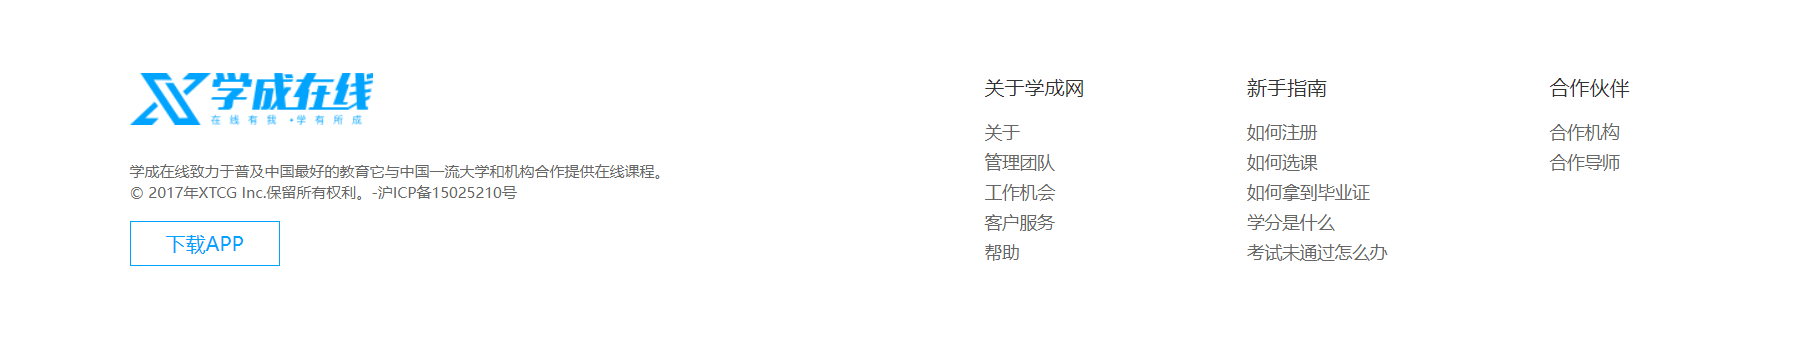 学成在线
在线有我·学有所成
学成在线致力于普及中国最好的教育它与中国一流大学和机构合作提供在线课程。
© 2017年XTCG Inc.保留所有权利。-沪ICP备15025210号
下载APP
关于学成网
关于
管理团队
工作机会
客户服务
帮助
新手指南
如何注册
如何选课
如何拿到毕业证
学分是什么
考试未通过怎么办
合作伙伴
合作机构
合作导师